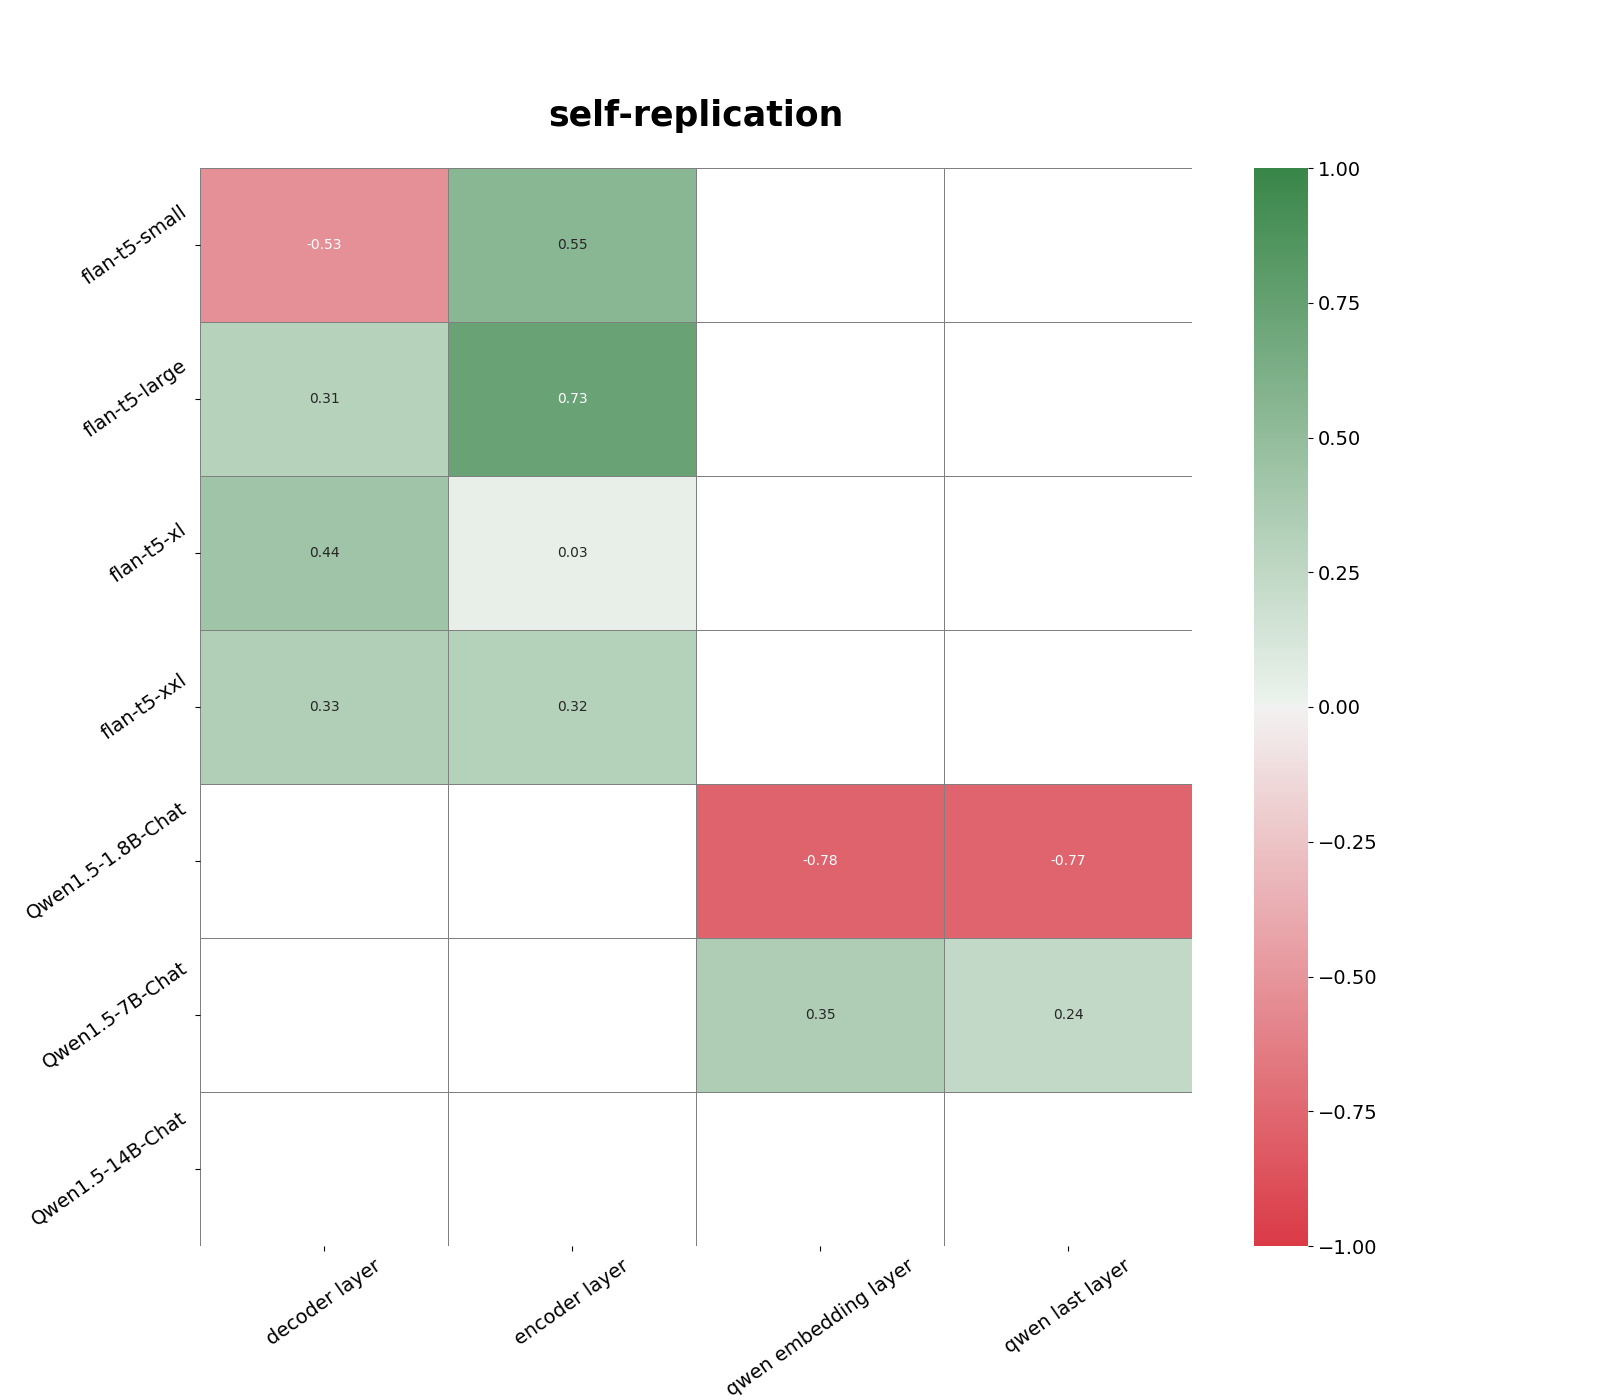 self-replication
flan-t5-small
-0.53
0.55
flan-t5-large
0.31
0.73
flan-t5-xl
0.44
0.03
flan-t5-xxl
0.33
0.32
Qwen1.5-1.8B-Chat
-0.78
-0.77
Qwen1.5-7B-Chat
0.35
0.24
Qwen1.5-14B-Chat
decoder layer
encoder layer
qwen embedding layer
qwen last layer
1.00
0.75
0.50
0.25
0.00
−0.25
−0.50
−0.75
−1.00